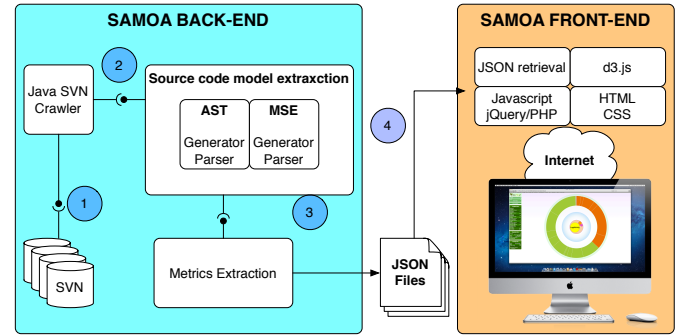 SAMOA BACK-END
SAMOA FRONT-END
2
Java SVN
Crawler
Source code model extraxction
AST
Generator
Parser
MSE
Generator
Parser
1
3
4
SVN
Metrics Extraction
JSON
Files
JSON retrieval
d3.js
Javascript
jQuery/PHP
HTML
CSS
Internet